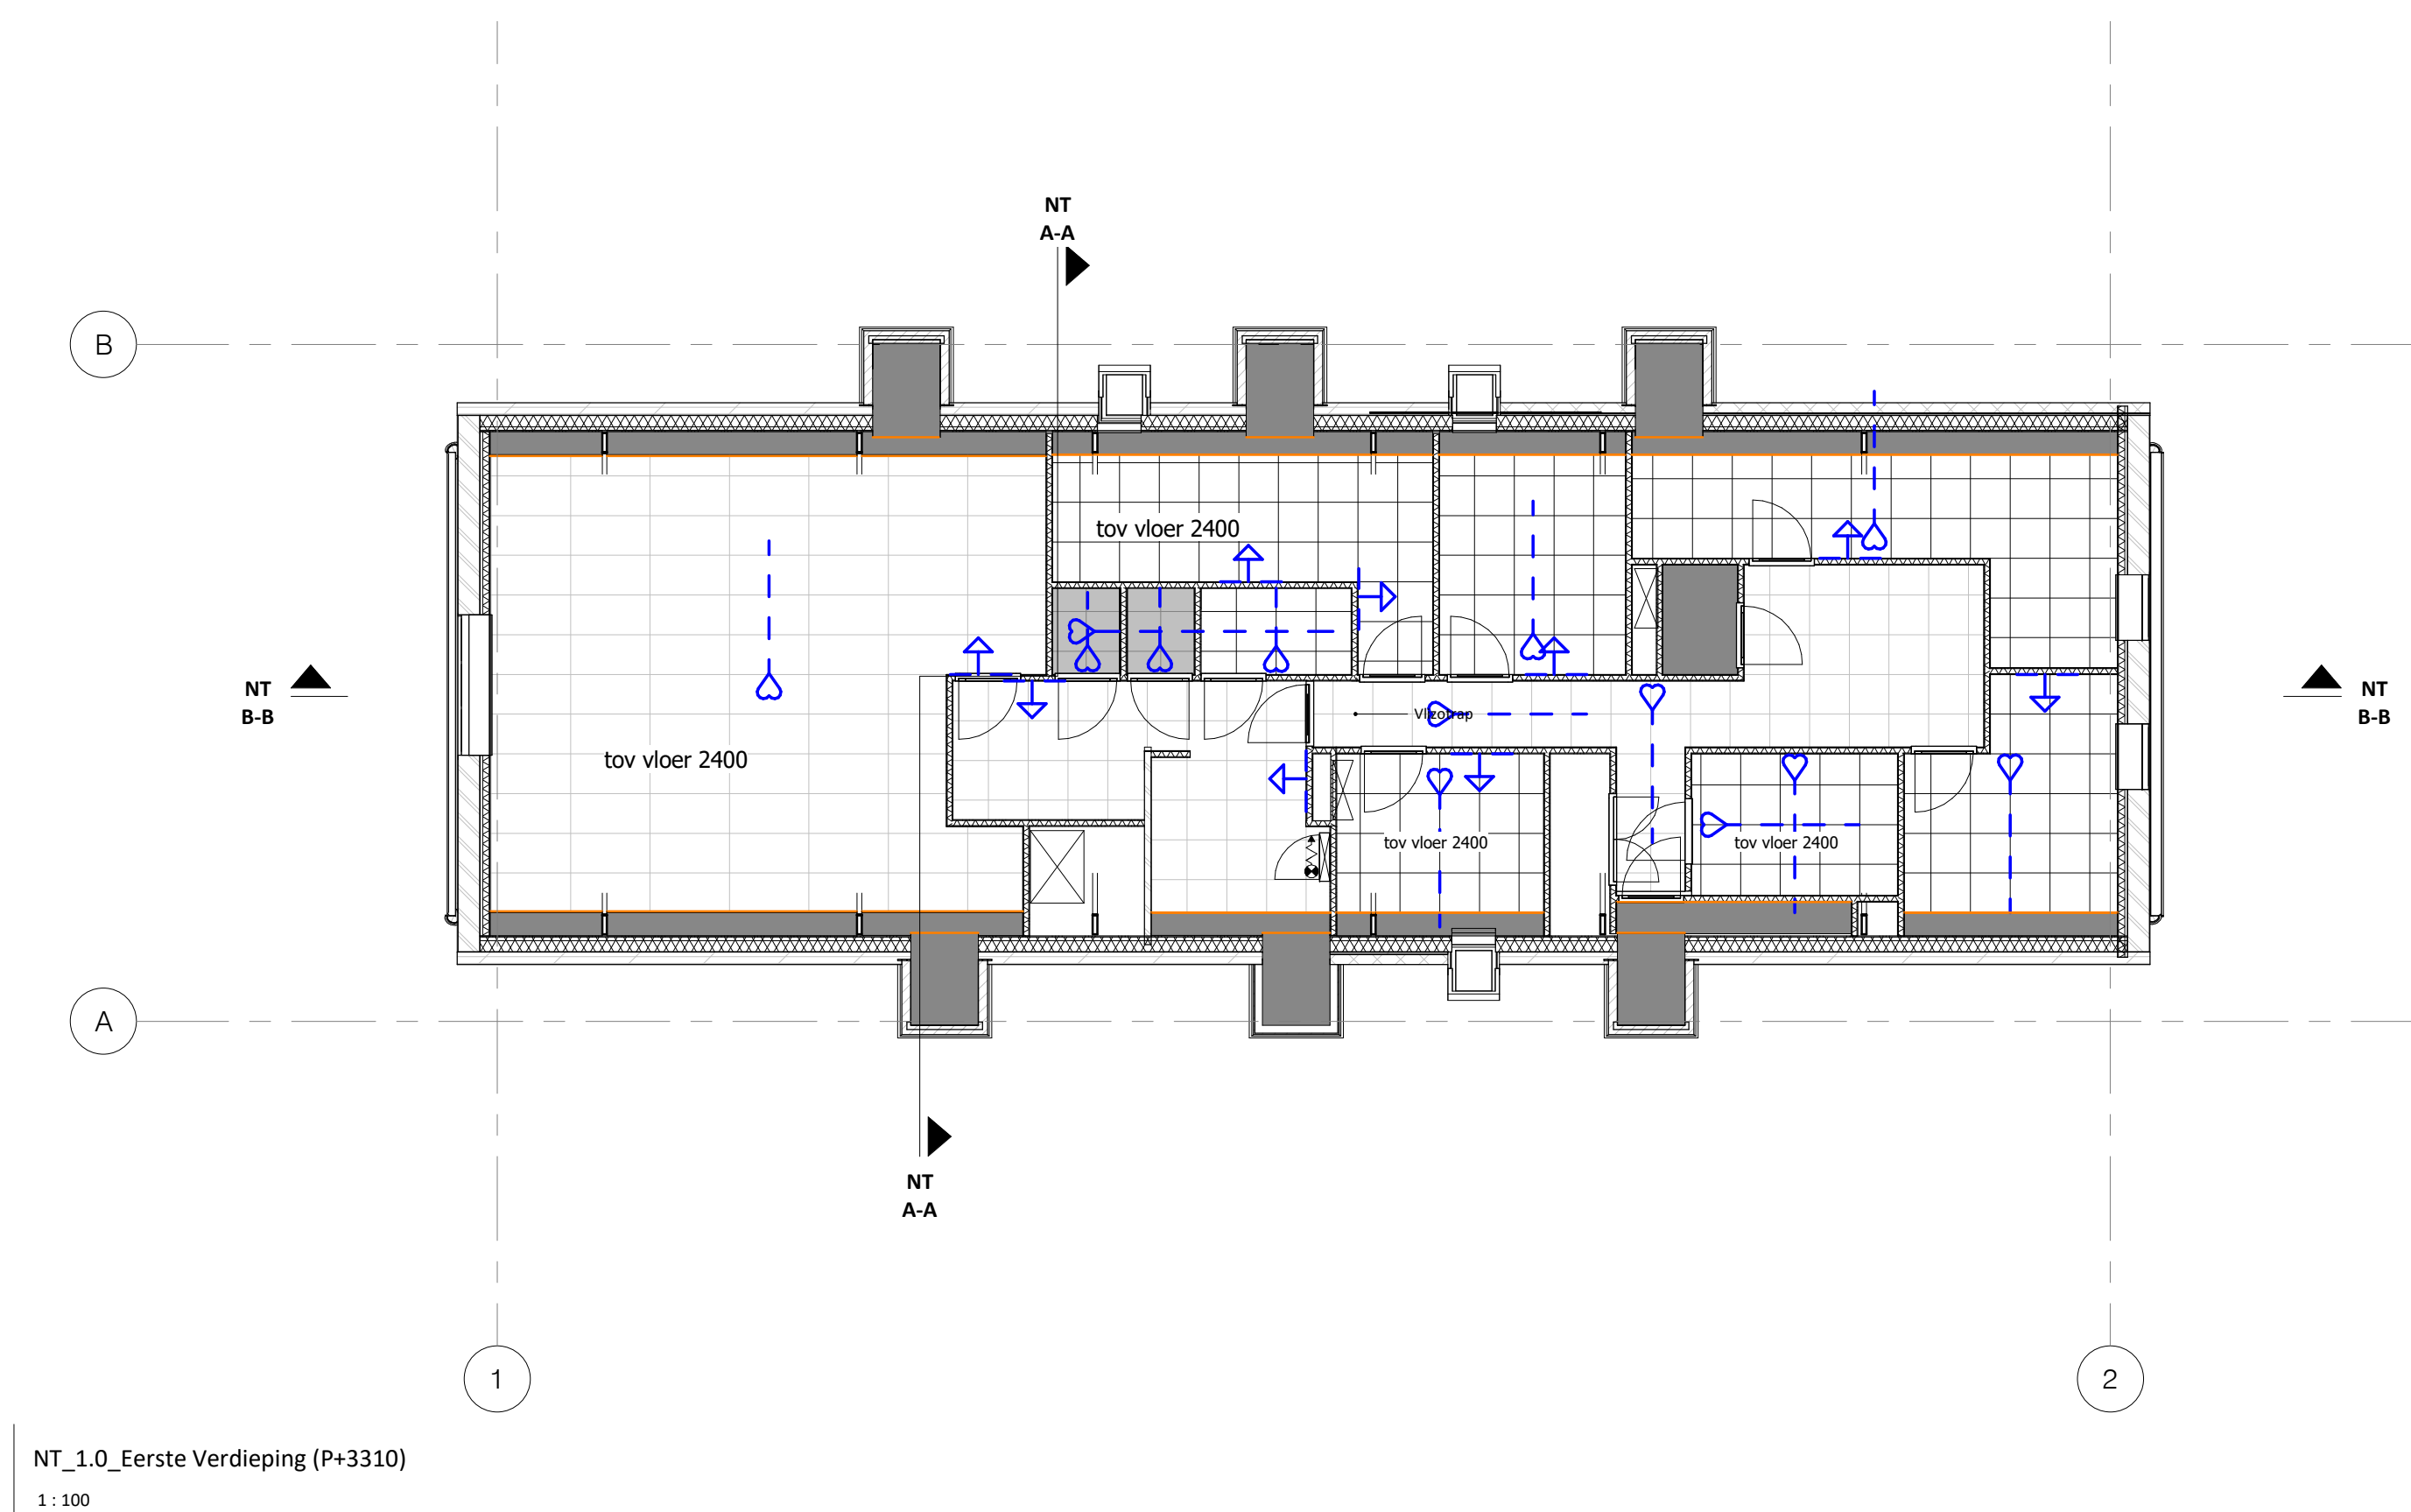 NT
A-A
B
tov vloer 2400
NT
B-B
NT
B-B
Vlizotrap
tov vloer 2400
tov vloer 2400
tov vloer 2400
A
NT
A-A
1
2
NT_1.0_Eerste Verdieping (P+3310)
1 : 100